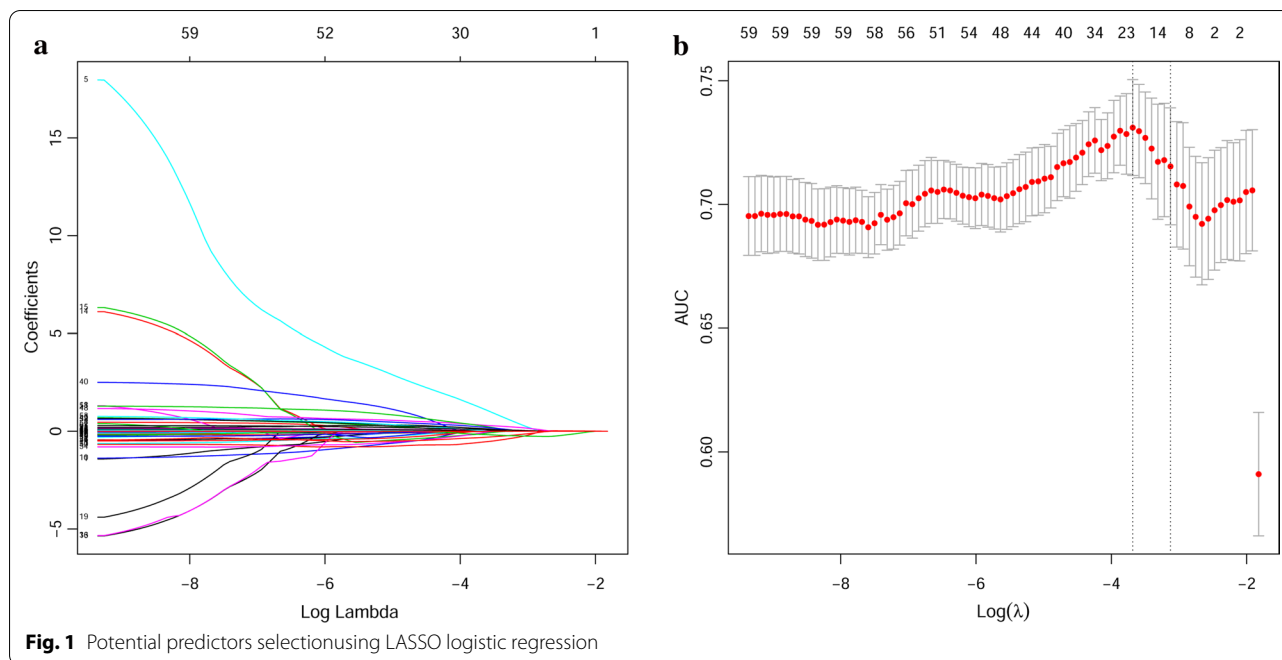 a
59 52 30 1
15
10
5
0
−5
Coefficients
5
15
14
40
19
−8 −6 −4 −2
Log Lambda
b
59 59 59 59 58 56 51 54 48 44 40 34 23 14 8 2 2
0.75
0.70
0.65
0.60
AUC
−8 −6 −4 −2
Log(λ)
Fig. 1 Potential predictors selectionusing LASSO logistic regression